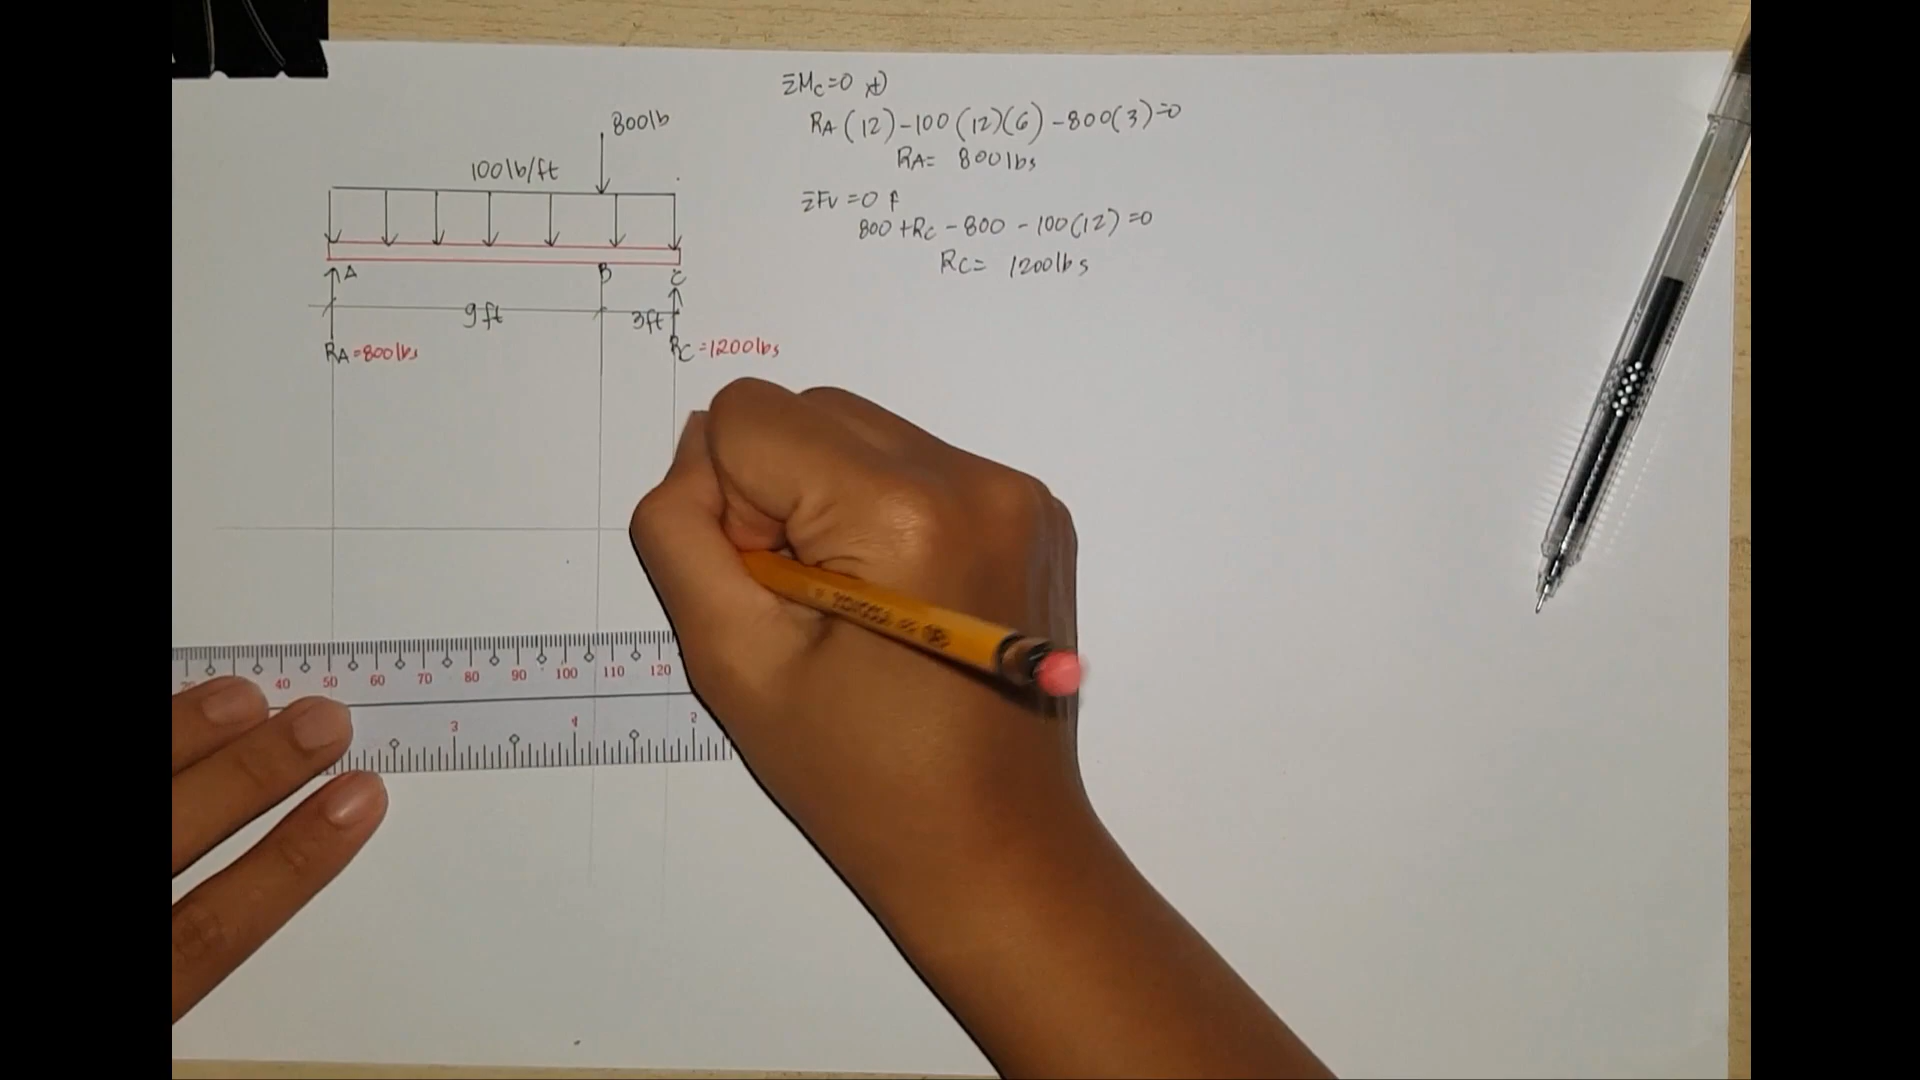 800lb
100lb/ft
A B C
9ft 3ft
RA=800lbs RC=1200lbs
ΣMC=0
RA(12)-100(12)(6)-800(3)=0
RA= 800lbs
ΣFV=0
800+RC-800-100(12)=0
RC= 1200lbs
40 50 60 70 80 90 100 110 120
3 2